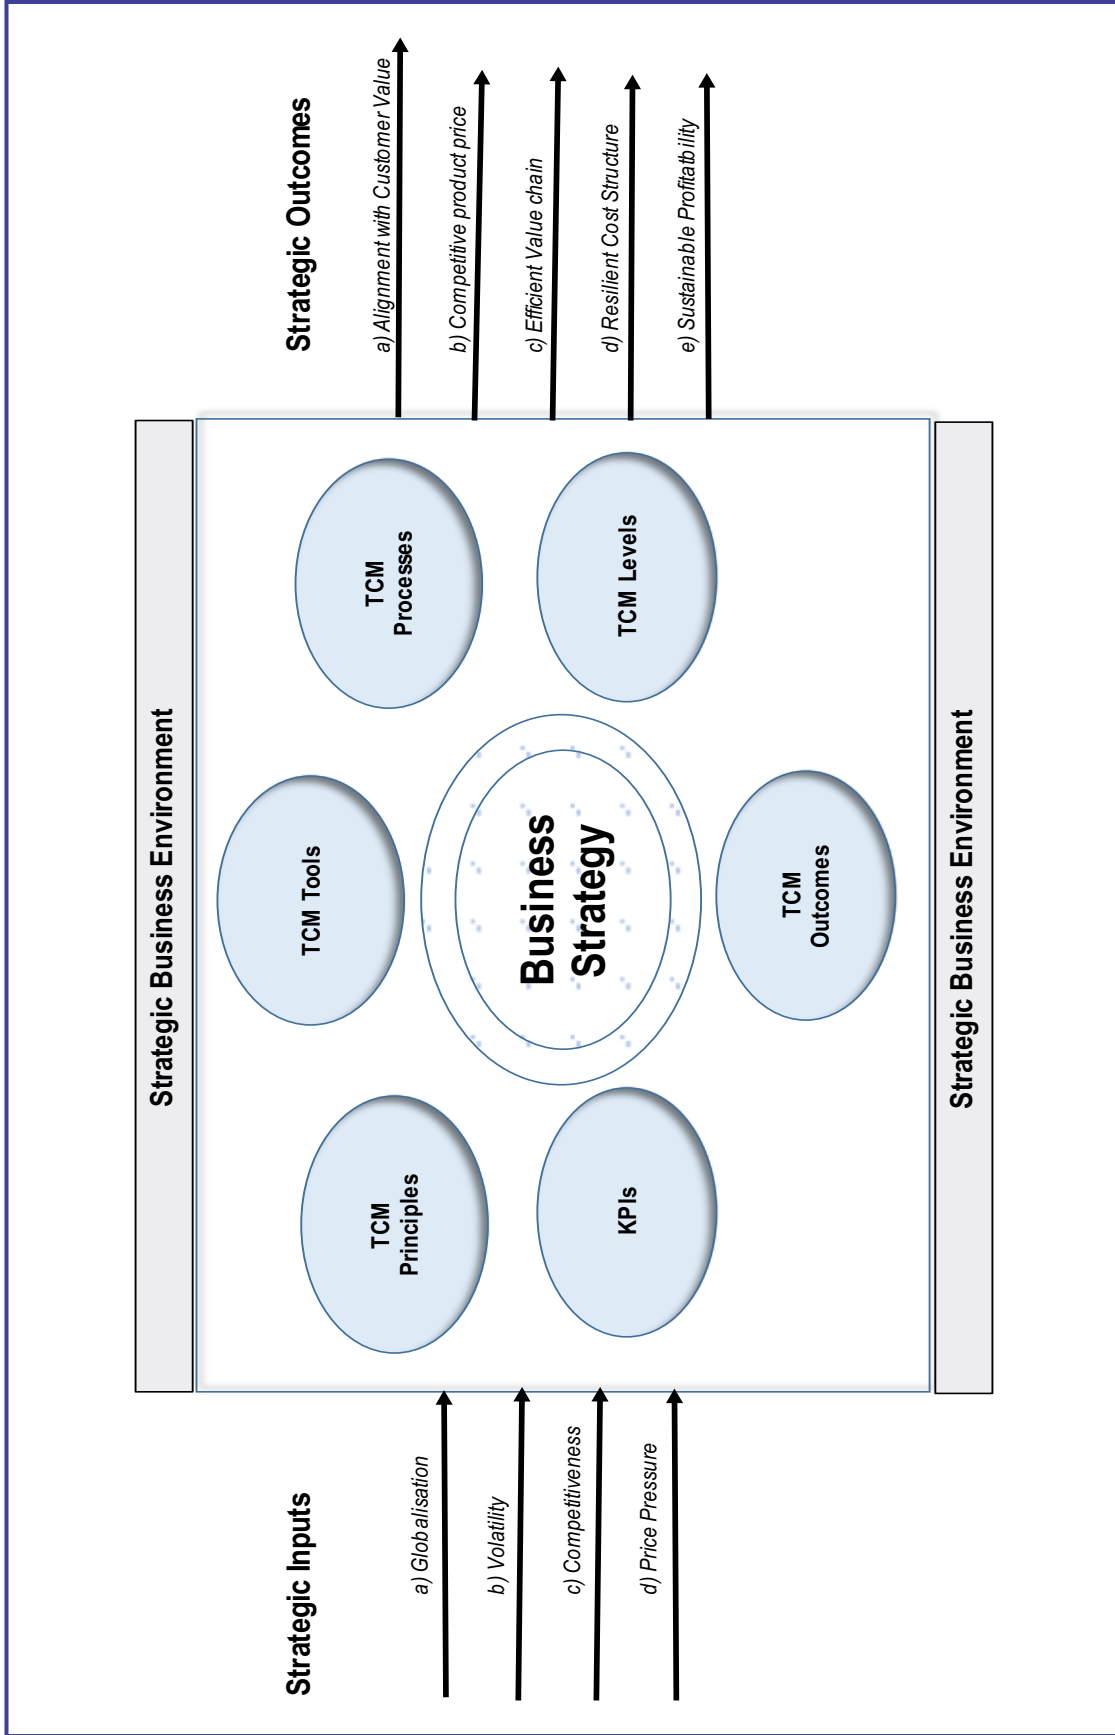 Strategic Business Environment
Strategic Inputs
a) Globalisation
b) Volatility
c) Competitiveness
d) Price Pressure
TCM
Principles
TCM Tools
TCM
Processes
KPIs
Business
Strategy
TCM Levels
TCM
Outcomes
Strategic Outcomes
a) Alignment with Customer Value
b) Competitive product price
c) Efficient Value chain
d) Resilient Cost Structure
e) Sustainable Profitatbility
Strategic Business Environment